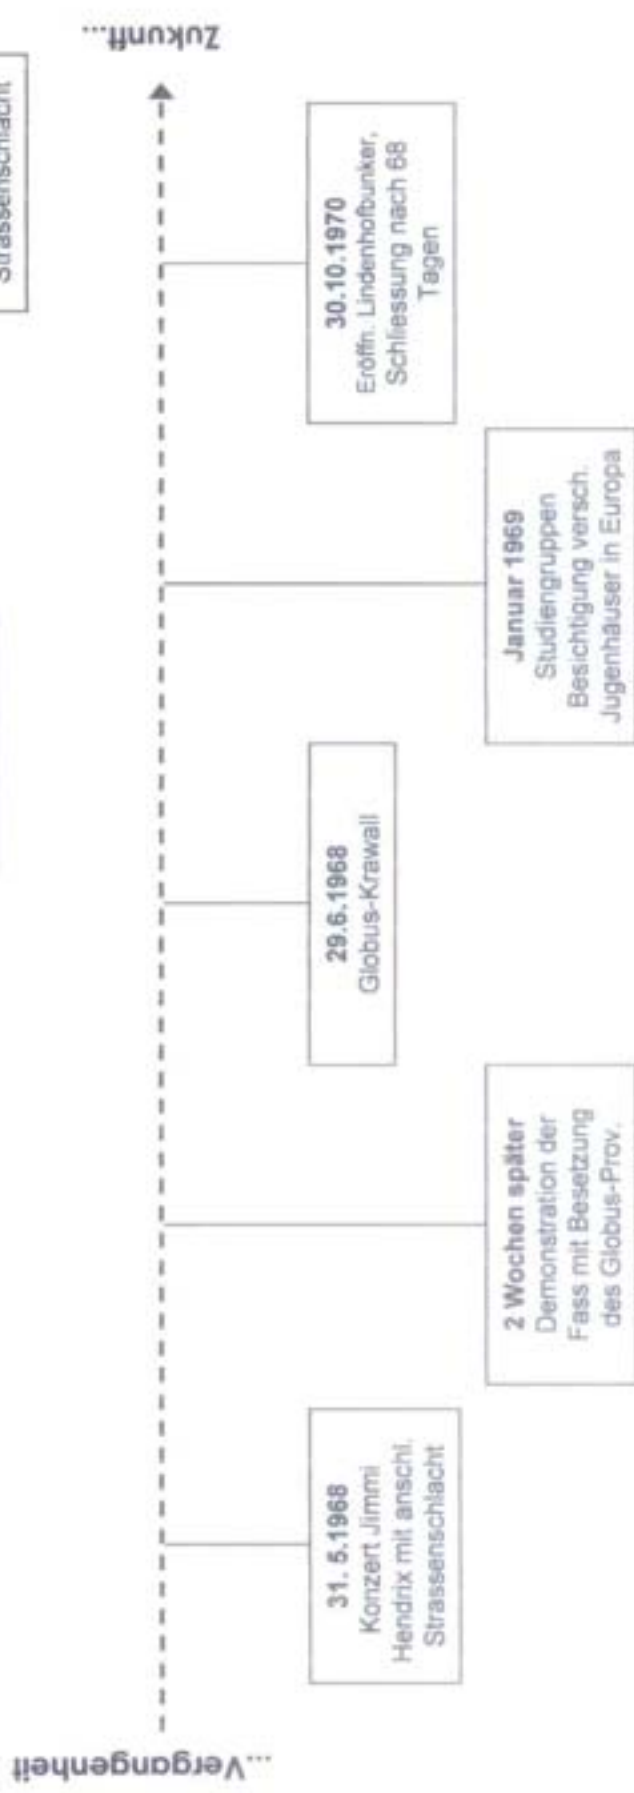 Strassenschlacht
...Vergangenheit
Zukunft...
31. 5.1968
Konzert Jimmi
Hendrix mit anschl.
Strassenschlacht
2 Wochen später
Demonstration der
Fass mit Besetzung
des Globus-Prov.
29.6.1968
Globus-Krawall
Januar 1969
Studiengruppen
Besichtigung versch.
Jugenhäuser in Europa
30.10.1970
Eröffn. Lindenhofbunker,
Schliessung nach 68
Tagen